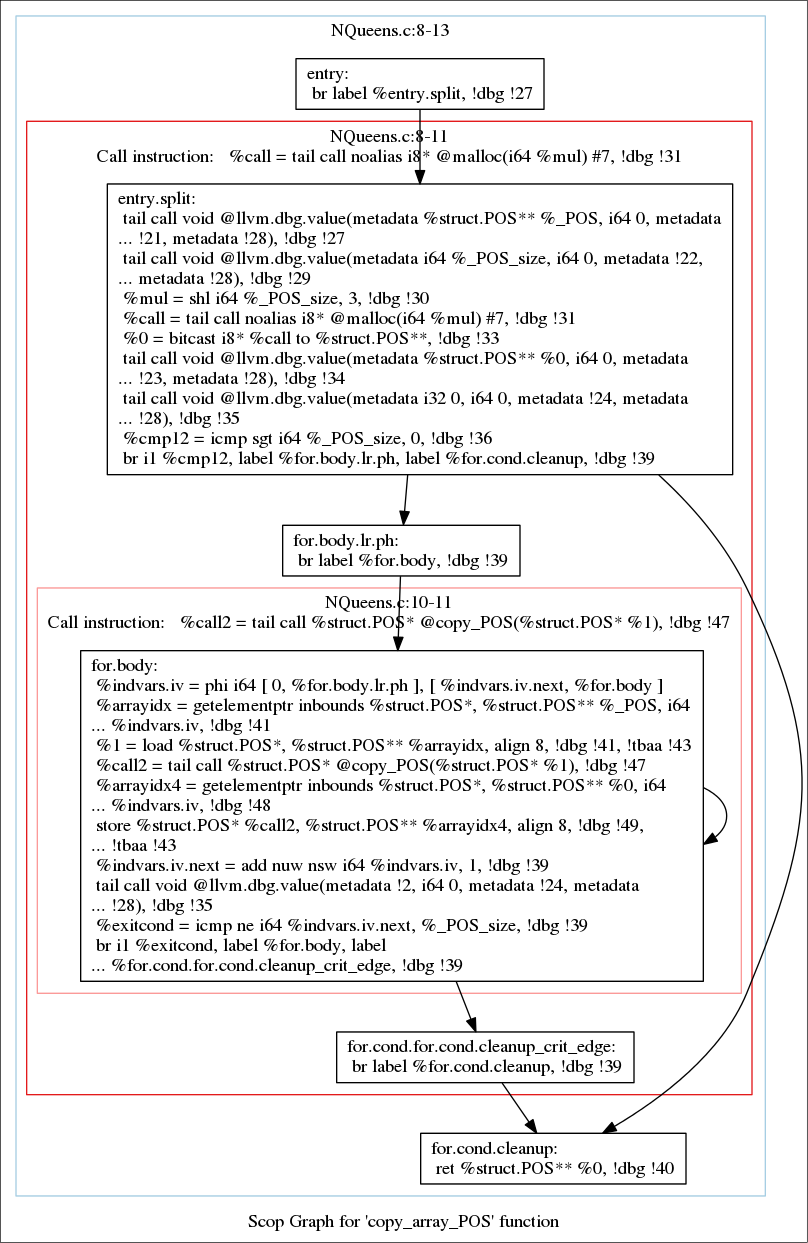 NQueens.c:8-13
entry:
br label %entry.split, !dbg !27
NQueens.c:8-11
Call instruction: %call = tail call noalias i8* @malloc(i64 %mul) #7, !dbg !31
entry.split:
tail call void @llvm.dbg.value(metadata %struct.POS** %_POS, i64 0, metadata
... !21, metadata !28), !dbg !27
tail call void @llvm.dbg.value(metadata i64 %_POS_size, i64 0, metadata !22,
... metadata !28), !dbg !29
%mul = shl i64 %_POS_size, 3, !dbg !30
%call = tail call noalias i8* @malloc(i64 %mul) #7, !dbg !31
%0 = bitcast i8* %call to %struct.POS**, !dbg !33
tail call void @llvm.dbg.value(metadata %struct.POS** %0, i64 0, metadata
... !23, metadata !28), !dbg !34
tail call void @llvm.dbg.value(metadata i32 0, i64 0, metadata !24, metadata
... !28), !dbg !35
%cmp12 = icmp sgt i64 %_POS_size, 0, !dbg !36
br i1 %cmp12, label %for.body.lr.ph, label %for.cond.cleanup, !dbg !39
for.body.lr.ph:
br label %for.body, !dbg !39
NQueens.c:10-11
Call instruction: %call2 = tail call %struct.POS* @copy_POS(%struct.POS* %1), !dbg !47
for.body:
%indvars.iv = phi i64 [ 0, %for.body.lr.ph ], [ %indvars.iv.next, %for.body ]
%arrayidx = getelementptr inbounds %struct.POS*, %struct.POS** %_POS, i64
... %indvars.iv, !dbg !41
%1 = load %struct.POS*, %struct.POS** %arrayidx, align 8, !dbg !41, !tbaa !43
%call2 = tail call %struct.POS* @copy_POS(%struct.POS* %1), !dbg !47
%arrayidx4 = getelementptr inbounds %struct.POS*, %struct.POS** %0, i64
... %indvars.iv, !dbg !48
store %struct.POS* %call2, %struct.POS** %arrayidx4, align 8, !dbg !49,
... !tbaa !43
%indvars.iv.next = add nuw nsw i64 %indvars.iv, 1, !dbg !39
tail call void @llvm.dbg.value(metadata !2, i64 0, metadata !24, metadata
... !28), !dbg !35
%exitcond = icmp ne i64 %indvars.iv.next, %_POS_size, !dbg !39
br i1 %exitcond, label %for.body, label
... %for.cond.for.cond.cleanup_crit_edge, !dbg !39
for.cond.for.cond.cleanup_crit_edge:
br label %for.cond.cleanup, !dbg !39
for.cond.cleanup:
ret %struct.POS** %0, !dbg !40
Scop Graph for 'copy_array_POS' function